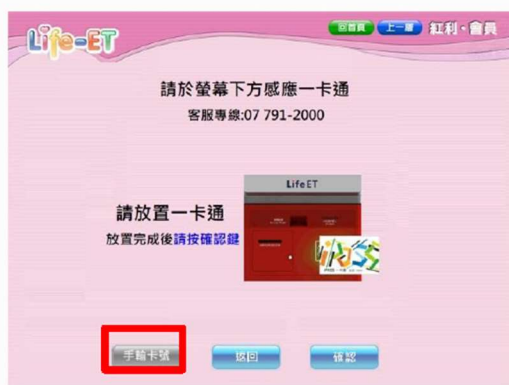 Life-ET
回首頁 上一頁 紅利·會員
請於螢幕下方感應一卡通
客服專線:07 791-2000
LifeET
請放置一卡通
放置完成後請按確認鍵
手輸卡號 返回 確認